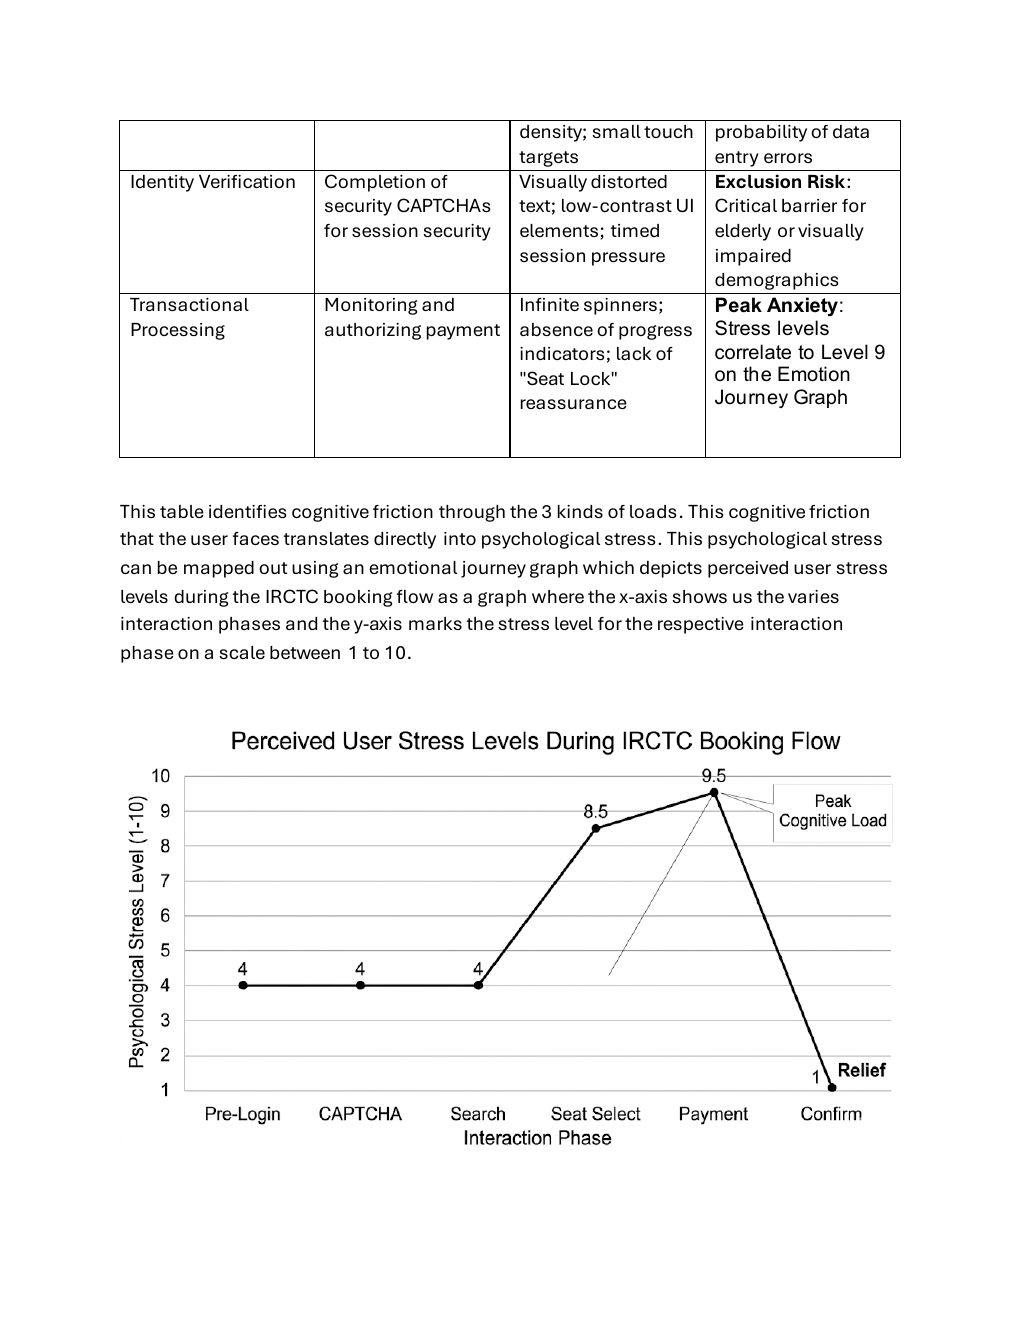 density; small touch
targets
probability of data
entry errors
Identity Verification
Completion of
security CAPTCHAs
for session security
Visually distorted
text; low-contrast UI
elements; timed
session pressure
Exclusion Risk:
Critical barrier for
elderly or visually
impaired
demographics
Transactional
Processing
Monitoring and
authorizing payment
Infinite spinners;
absence of progress
indicators; lack of
"Seat Lock"
reassurance
Peak Anxiety:
Stress levels
correlate to Level 9
on the Emotion
Journey Graph
This table identifies cognitive friction through the 3 kinds of loads. This cognitive friction
that the user faces translates directly into psychological stress. This psychological stress
can be mapped out using an emotional journey graph which depicts perceived user stress
levels during the IRCTC booking flow as a graph where the x-axis shows us the varies
interaction phases and the y-axis marks the stress level for the respective interaction
phase on a scale between 1 to 10.
Perceived User Stress Levels During IRCTC Booking Flow
Psychological Stress Level (1-10)
10
9
8
7
6
5
4
3
2
1
4
4
4
8.5
9.5
1
Peak
Cognitive Load
Relief
Pre-Login
CAPTCHA
Search
Seat Select
Payment
Confirm
Interaction Phase